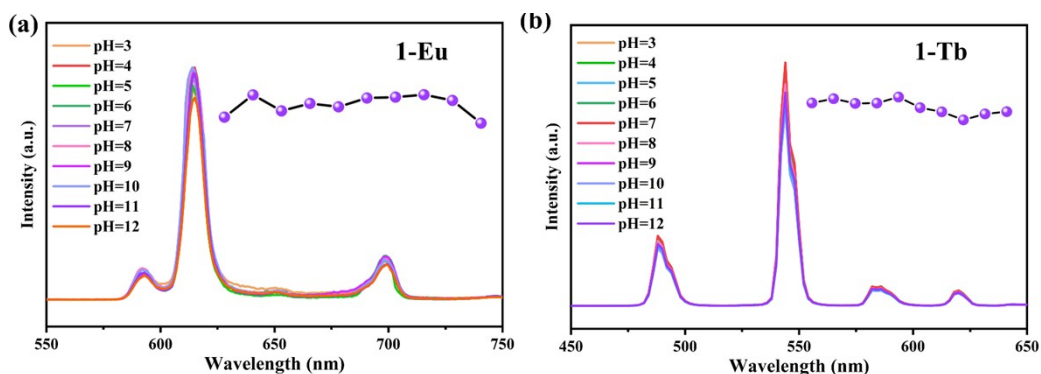 (a)
1-Eu
pH=3
pH=4
pH=5
pH=6
pH=7
pH=8
pH=9
pH=10
pH=11
pH=12
Intensity (a.u.)
550 600 650 700 750
Wavelength (nm)
(b)
1-Tb
pH=3
pH=4
pH=5
pH=6
pH=7
pH=8
pH=9
pH=10
pH=11
pH=12
Intensity (a.u.)
450 500 550 600 650
Wavelength (nm)